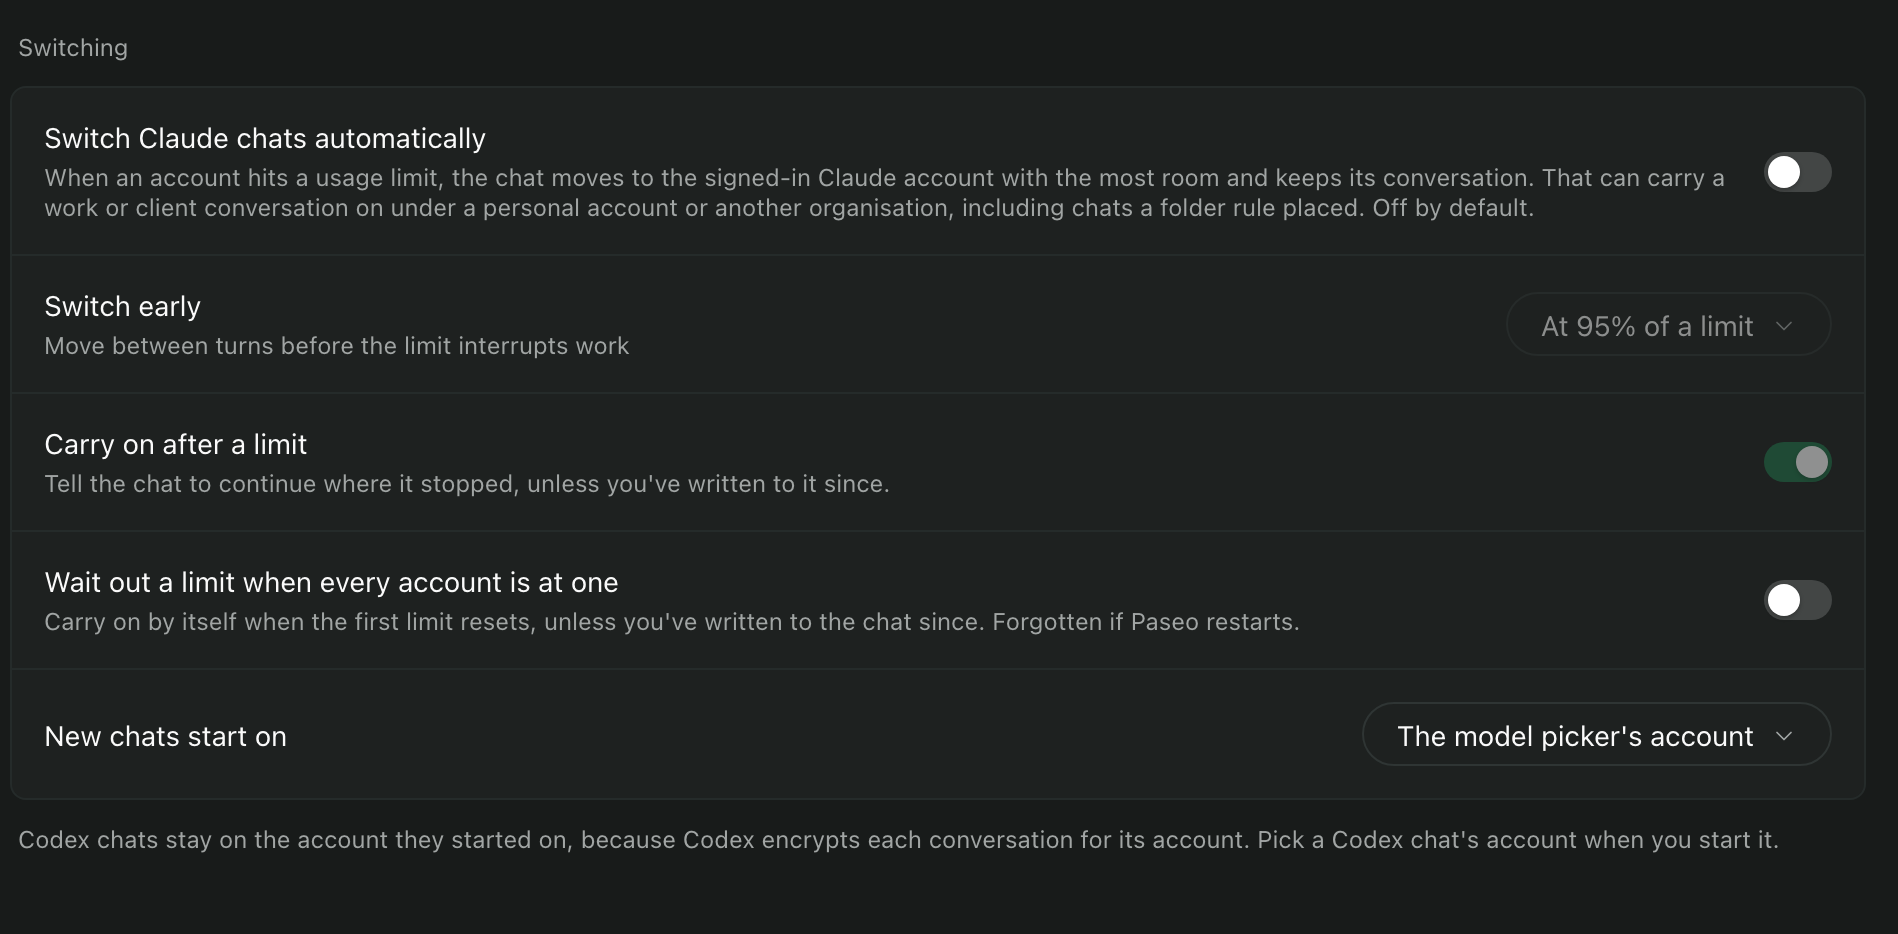 Switching
Switch Claude chats automatically
When an account hits a usage limit, the chat moves to the signed-in Claude account with the most room and keeps its conversation. That can carry a
work or client conversation on under a personal account or another organisation, including chats a folder rule placed. Off by default.
Switch early
At 95% of a limit
Move between turns before the limit interrupts work
Carry on after a limit
Tell the chat to continue where it stopped, unless you've written to it since.
Wait out a limit when every account is at one
Carry on by itself when the first limit resets, unless you've written to the chat since. Forgotten if Paseo restarts.
New chats start on
The model picker's account
Codex chats stay on the account they started on, because Codex encrypts each conversation for its account. Pick a Codex chat's account when you start it.